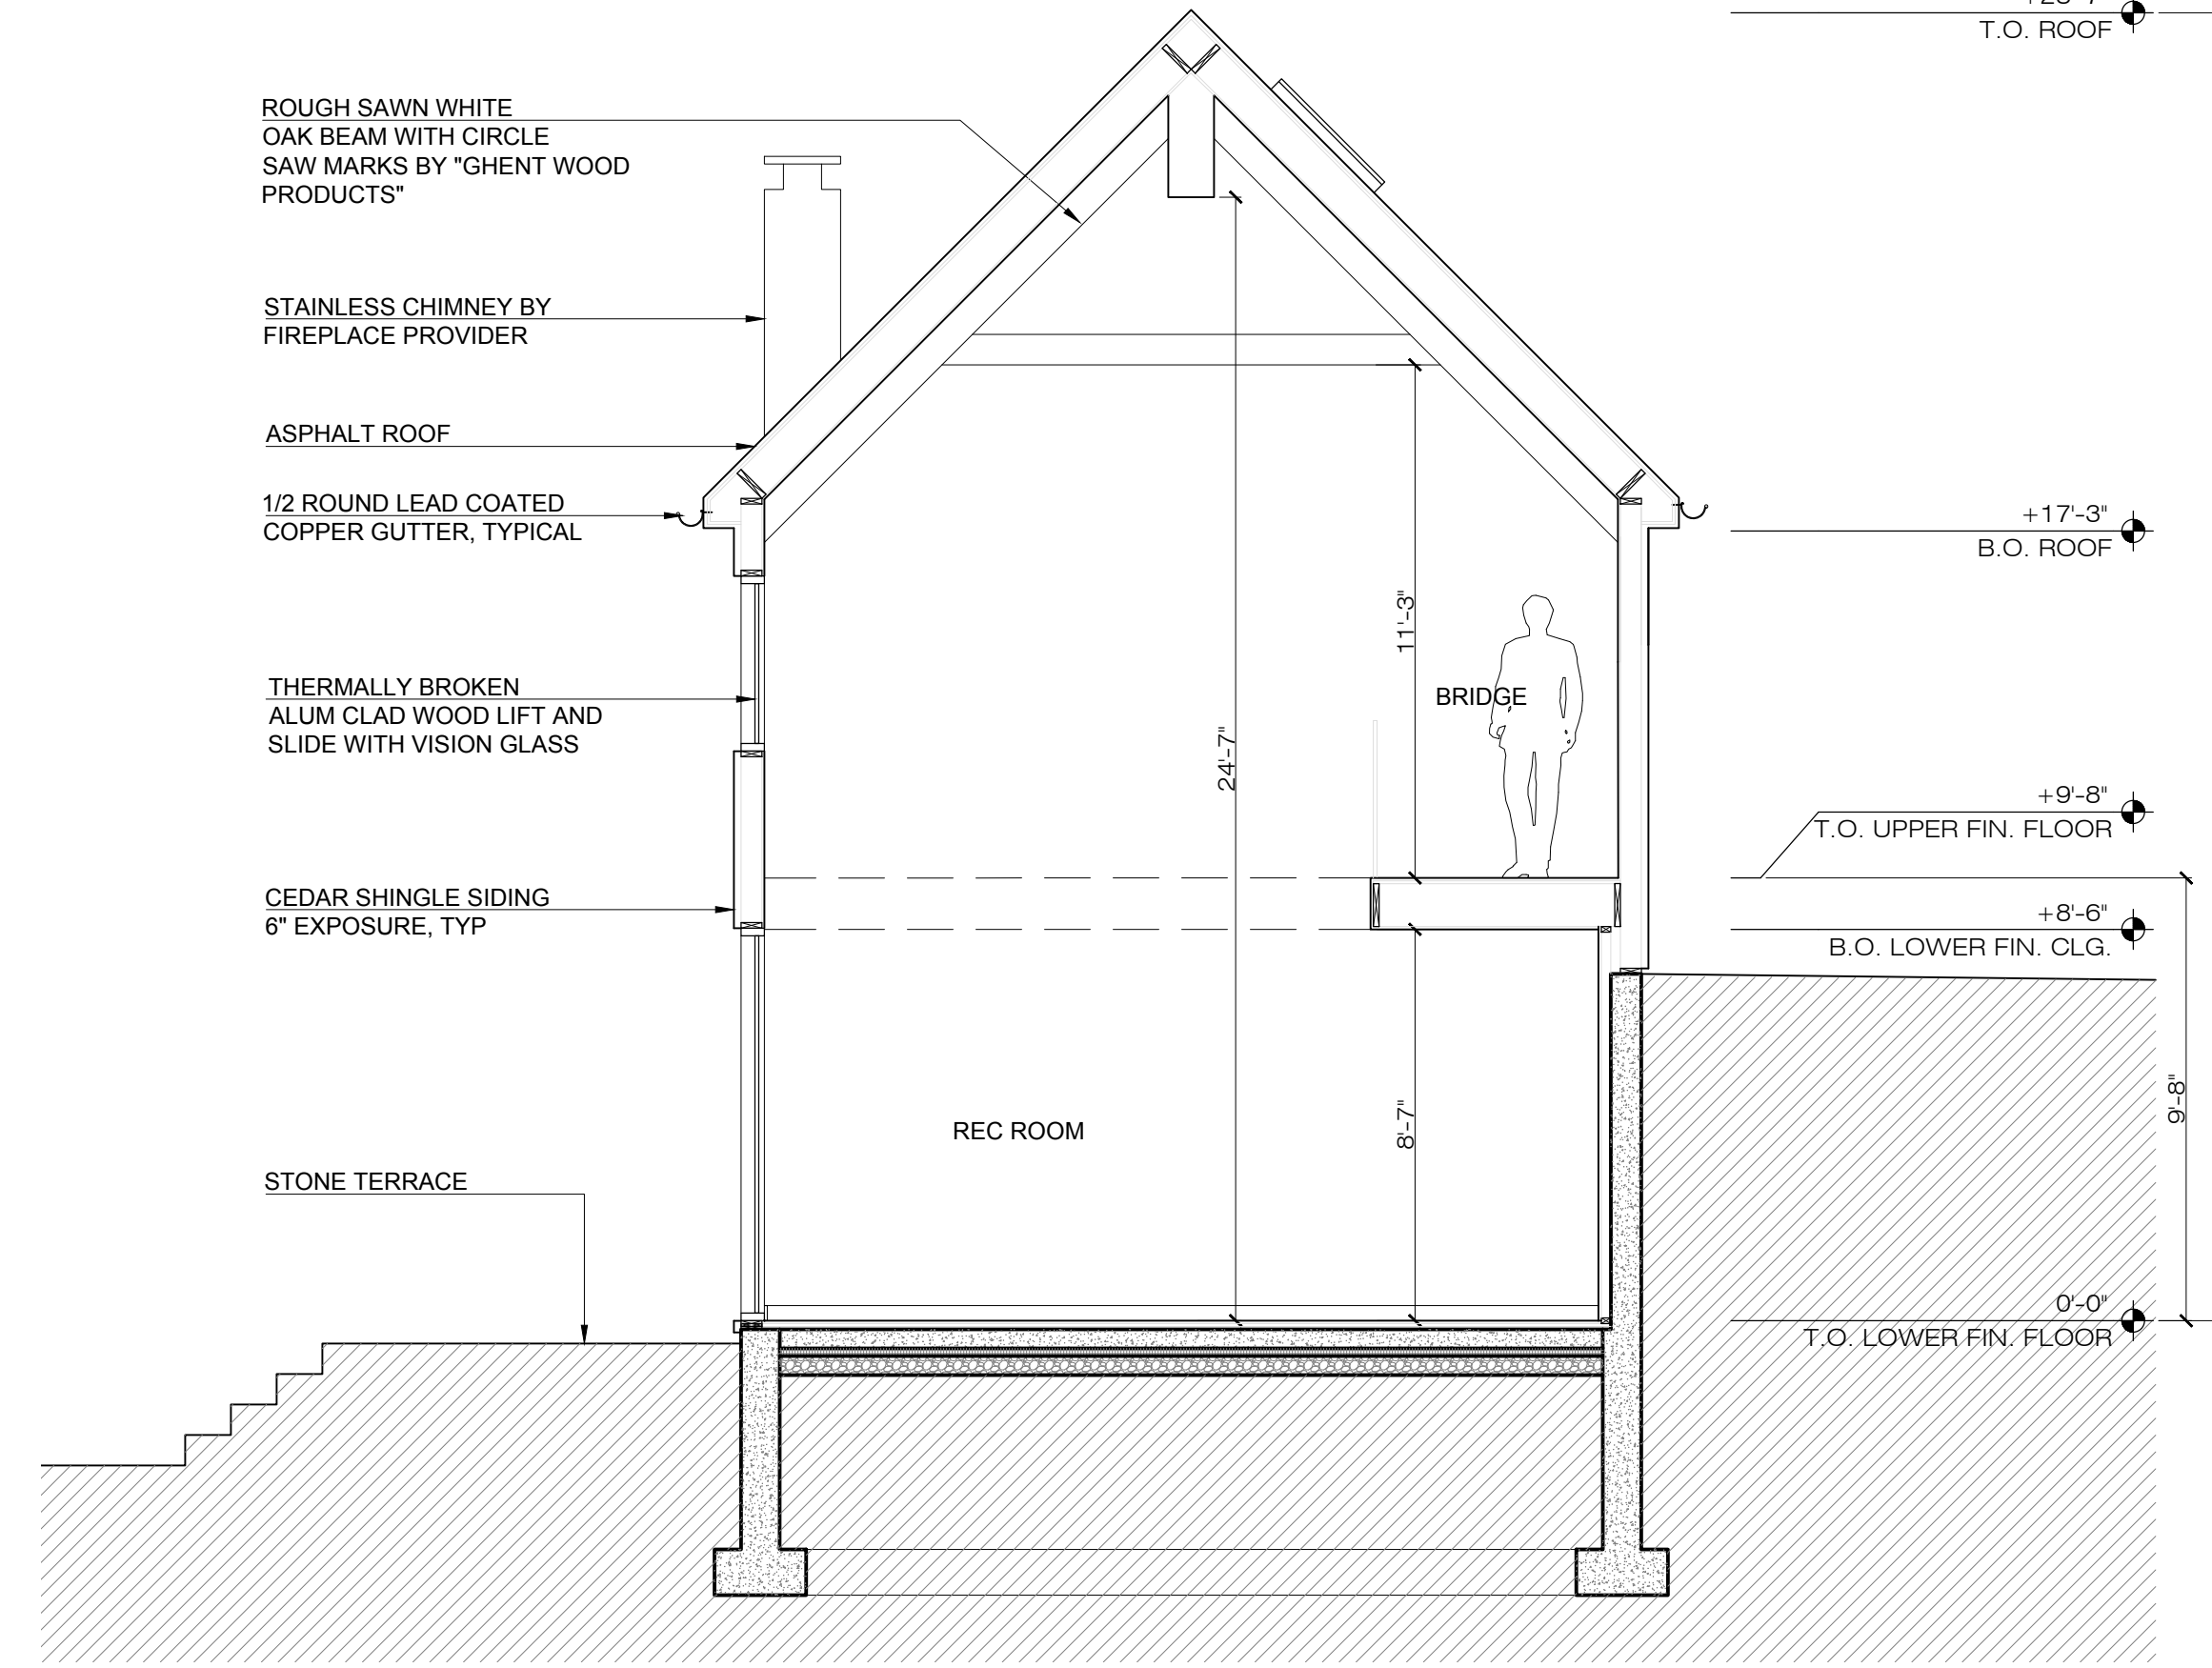 T.O. ROOF
ROUGH SAWN WHITE
OAK BEAM WITH CIRCLE
SAW MARKS BY "GHENT WOOD
PRODUCTS"
STAINLESS CHIMNEY BY
FIREPLACE PROVIDER
ASPHALT ROOF
1/2 ROUND LEAD COATED
COPPER GUTTER, TYPICAL
+17'-3"
B.O. ROOF
11'-3"
THERMALLY BROKEN
ALUM CLAD WOOD LIFT AND
SLIDE WITH VISION GLASS
BRIDGE
24'-7"
+9'-8"
T.O. UPPER FIN. FLOOR
CEDAR SHINGLE SIDING
6" EXPOSURE, TYP
+8'-6"
B.O. LOWER FIN. CLG.
9'-8"
8'-7"
REC ROOM
STONE TERRACE
0'-0"
T.O. LOWER FIN. FLOOR